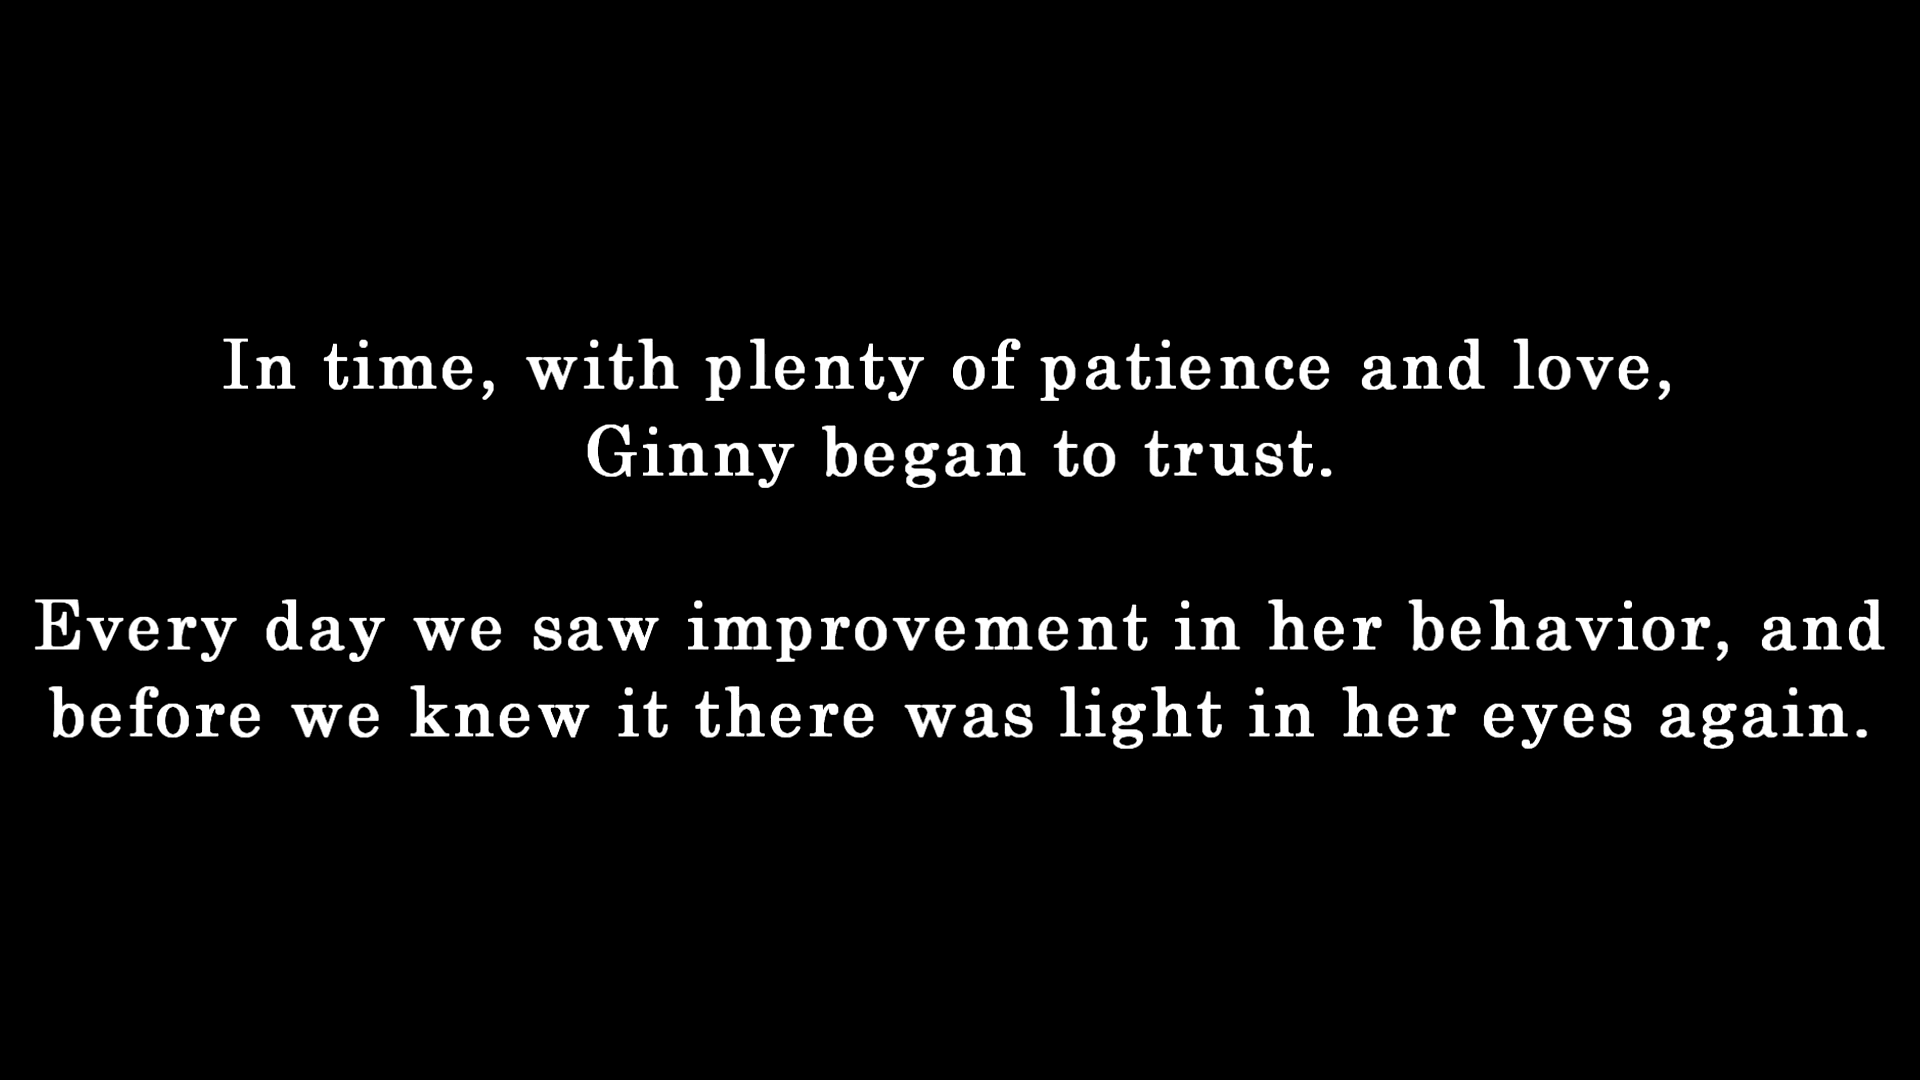 In time, with plenty of patience and love,
Ginny began to trust.
Every day we saw improvement in her behavior, and
before we knew it there was light in her eyes again.